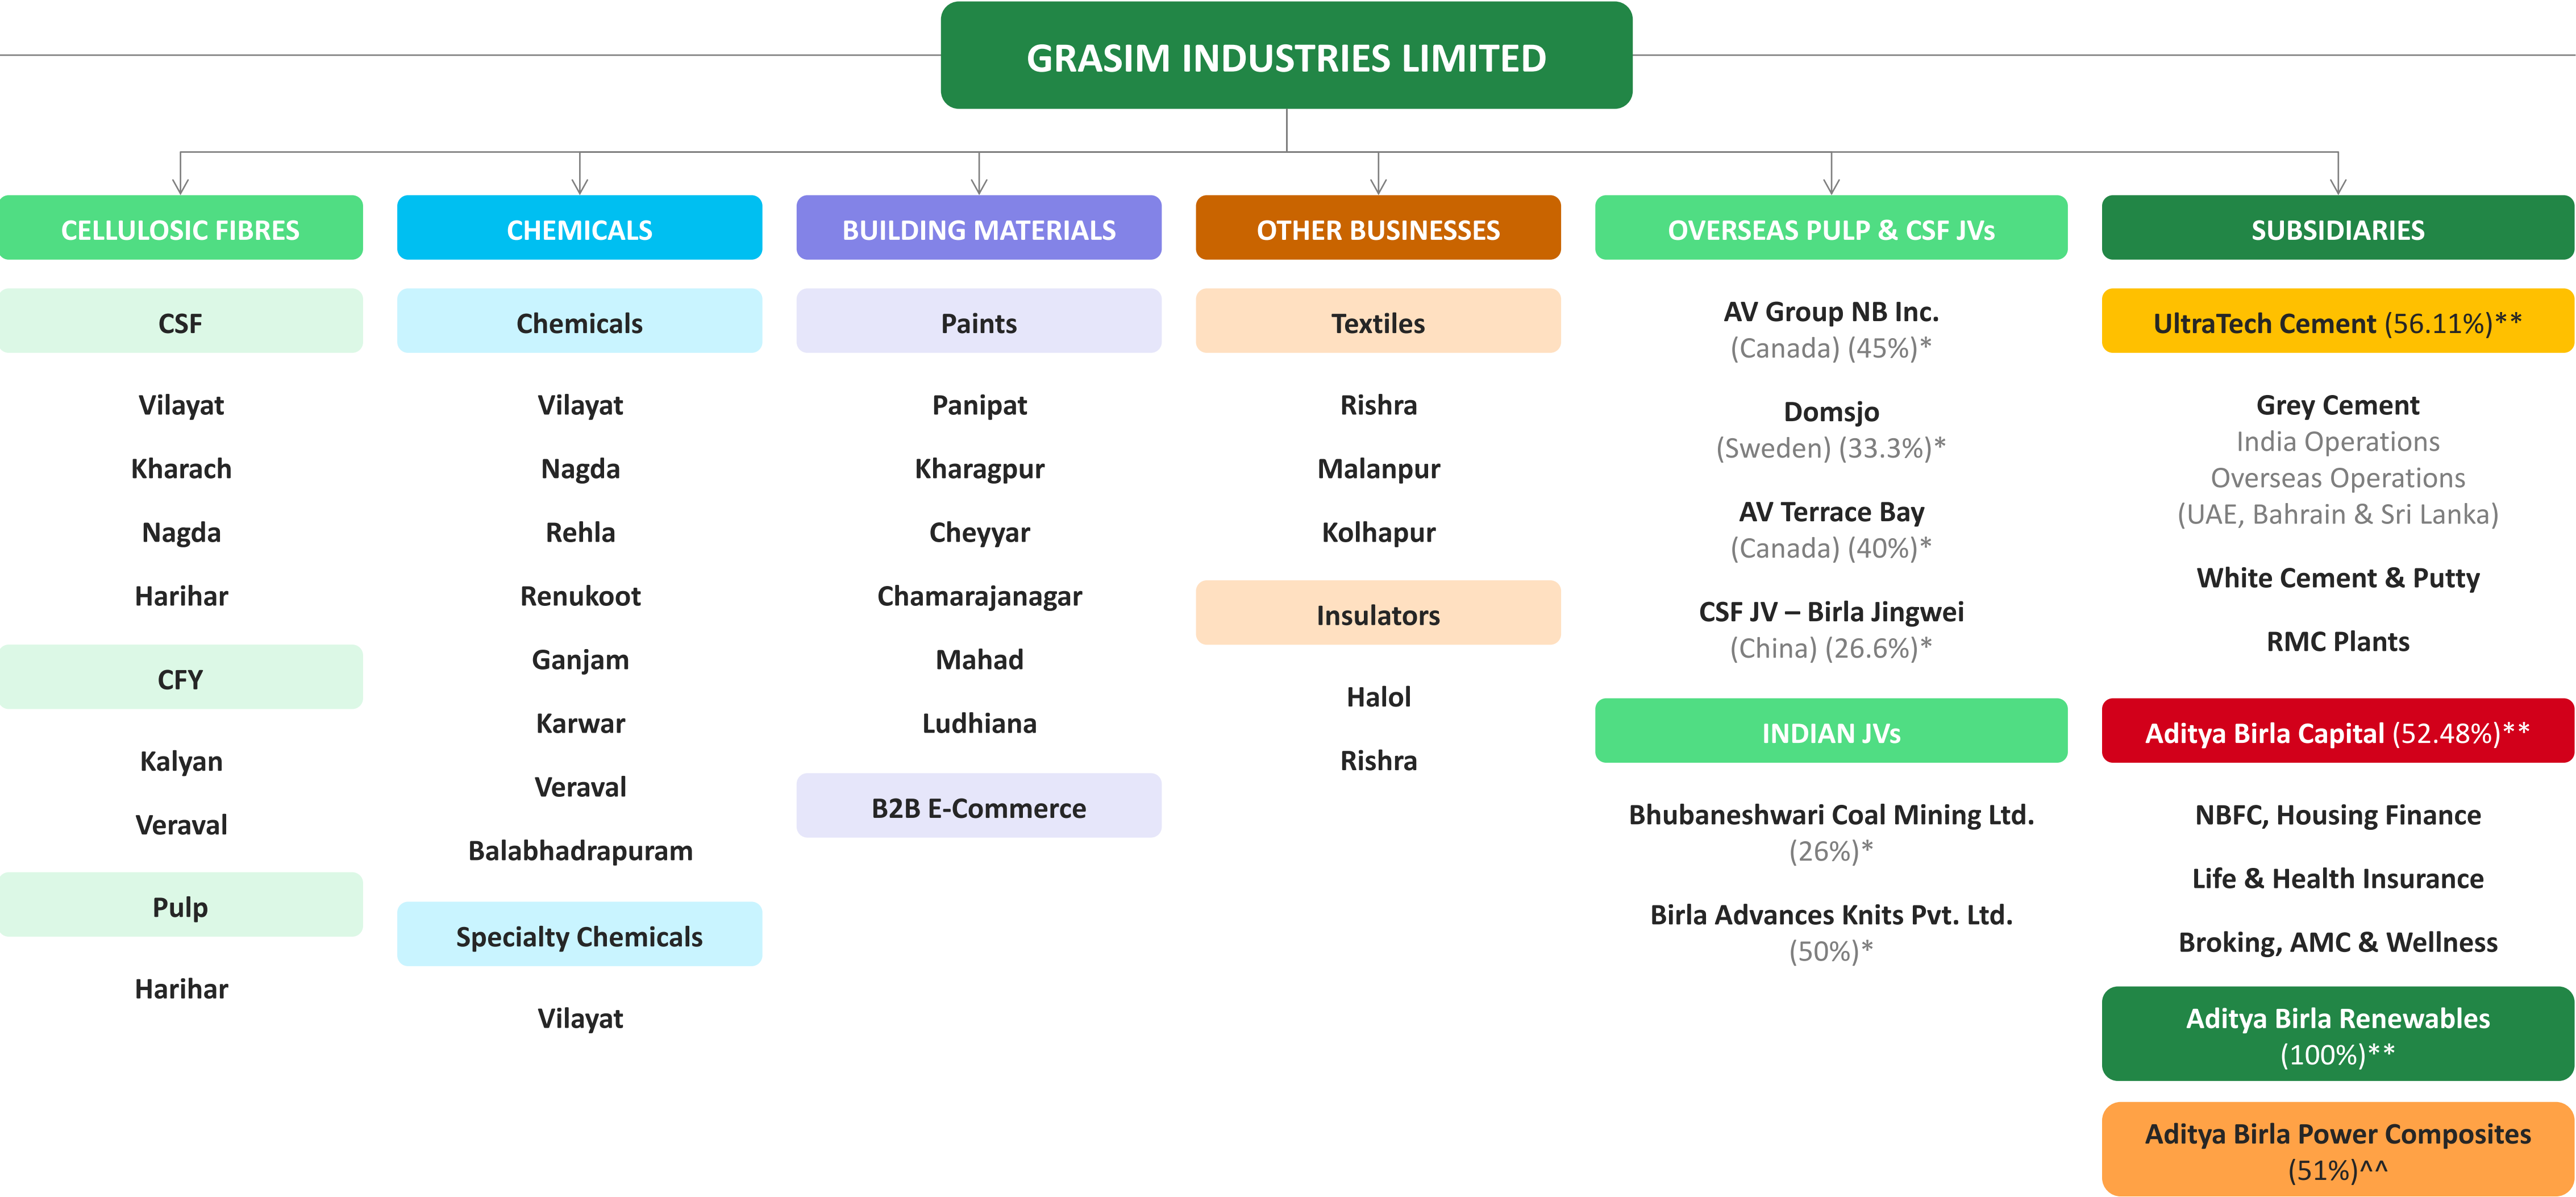 GRASIM INDUSTRIES LIMITED
CELLULOSIC FIBRES
CSF
Vilayat
Kharach
Nagda
Harihar
CFY
Kalyan
Veraval
Pulp
Harihar
CHEMICALS
Chemicals
Vilayat
Nagda
Rehla
Renukoot
Ganjam
Karwar
Veraval
Balabhadrapuram
Specialty Chemicals
Vilayat
BUILDING MATERIALS
Paints
Panipat
Kharagpur
Cheyyar
Chamarajanagar
Mahad
Ludhiana
B2B E-Commerce
OTHER BUSINESSES
Textiles
Rishra
Malanpur
Kolhapur
Insulators
Halol
Rishra
OVERSEAS PULP & CSF JVs
AV Group NB Inc.
(Canada) (45%)*
Domsjo
(Sweden) (33.3%)*
AV Terrace Bay
(Canada) (40%)*
CSF JV – Birla Jingwei
(China) (26.6%)*
INDIAN JVs
Bhubaneshwari Coal Mining Ltd.
(26%)*
Birla Advances Knits Pvt. Ltd.
(50%)*
SUBSIDIARIES
UltraTech Cement (56.11%)**
Grey Cement
India Operations
Overseas Operations
(UAE, Bahrain & Sri Lanka)
White Cement & Putty
RMC Plants
Aditya Birla Capital (52.48%)**
NBFC, Housing Finance
Life & Health Insurance
Broking, AMC & Wellness
Aditya Birla Renewables
(100%)**
Aditya Birla Power Composites
(51%)^^